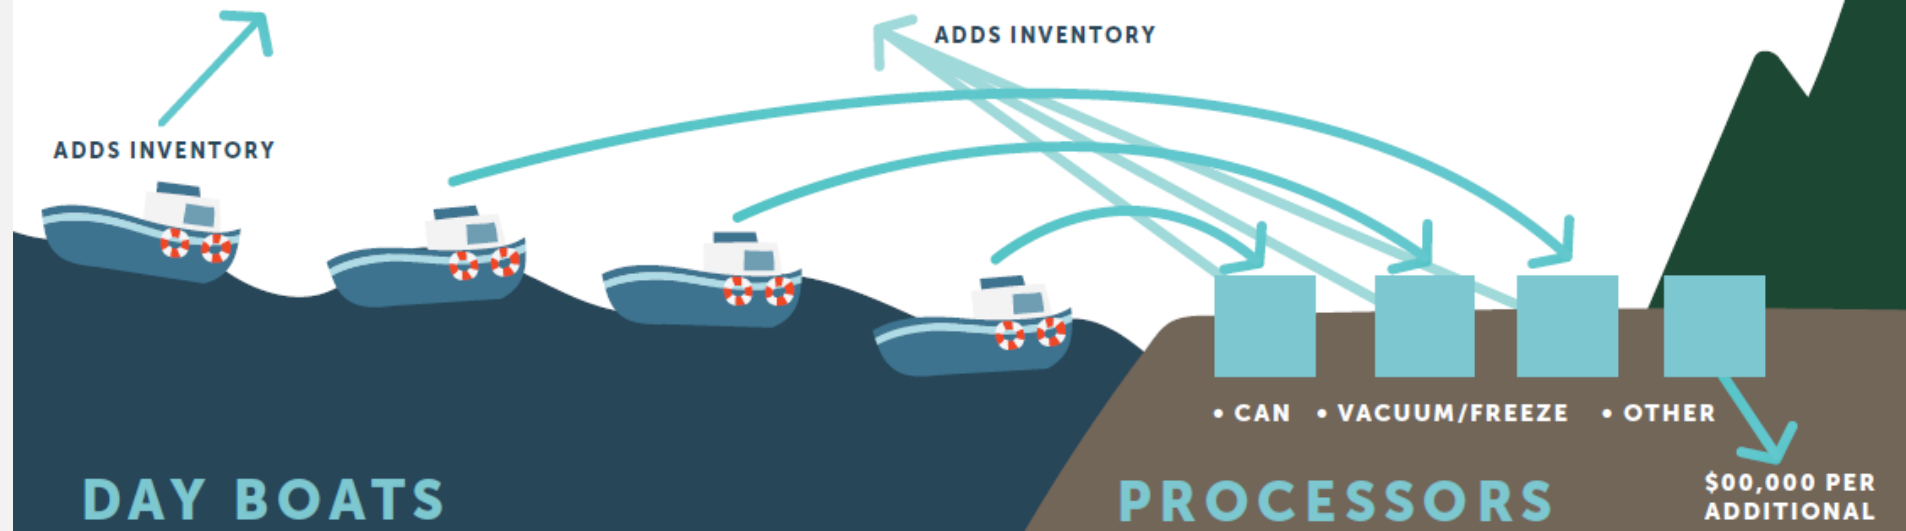 ADDS INVENTORY
ADDS INVENTORY
• CAN • VACUUM/FREEZE • OTHER
DAY BOATS
PROCESSORS
$00,000 PER
ADDITIONAL